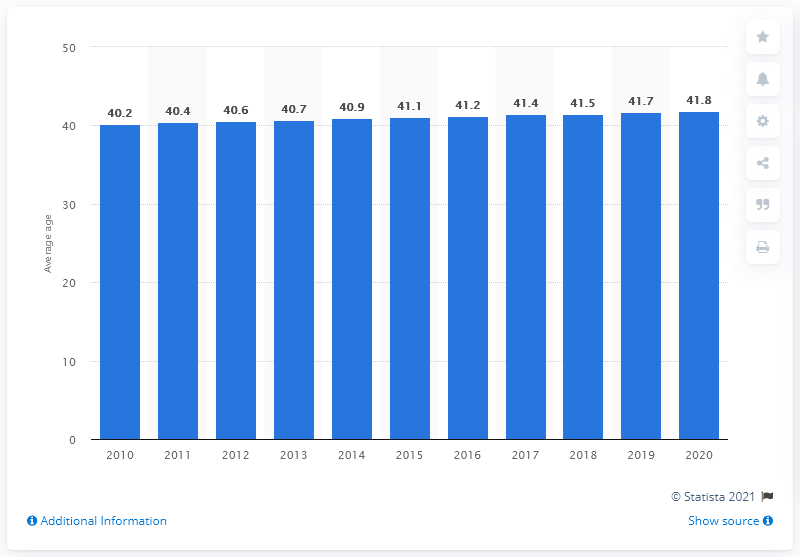 50
40
30
20
10
0
Average age
40.2 40.4 40.6 40.7 40.9 41.1 41.2 41.4 41.5 41.7 41.8
2010 2011 2012 2013 2014 2015 2016 2017 2018 2019 2020
© Statista 2021
Additional Information
Show source